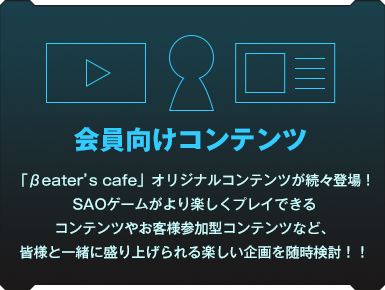 会員向けコンテンツ
「βeater's cafe」オリジナルコンテンツが続々登場！
SAOゲームがより楽しくプレイできる
コンテンツやお客様参加型コンテンツなど、
皆様と一緒に盛り上げられる楽しい企画を随時検討！！